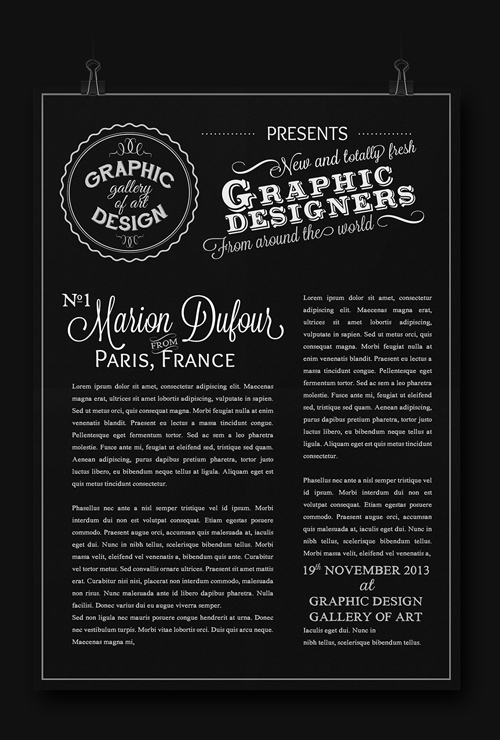 GRAPHIC
gallery
of art
DESIGN
PRESENTS
New and totally fresh
GRAPHIC
DESIGNERS
From around the world
Nº1
Marion Dufour
FROM
PARIS, FRANCE
Lorem ipsum dolor sit amet, consectetur adipiscing elit. Maecenas
magna erat, ultrices sit amet lobortis adipiscing, vulputate in sapien.
Sed ut metus orci, quis consequat magna. Morbi feugiat nulla at enim
venenatis blandit. Praesent eu lectus a massa tincidunt congue.
Pellentesque eget fermentum tortor. Sed ac sem a leo pharetra
molestie. Fusce ante mi, feugiat ut eleifend sed, tristique sed quam.
Aenean adipiscing, purus dapibus interdum mattis, tortor justo
luctus libero, eu bibendum neque tellus at ligula. Aliquam eget est
quis metus tincidunt consectetur.
Phasellus nec ante a nisl semper tristique vel id ipsum. Morbi
interdum dui non est volutpat consequat. Etiam egestas posuere
commodo. Praesent augue orci, accumsan quis malesuada at, iaculis
eget dui. Nunc in nibh tellus, scelerisque bibendum tellus. Morbi
massa velit, eleifend vel venenatis a, bibendum quis ante. Curabitur
vel tortor metus. Sed convallis ornare ultrices. Praesent sit amet mattis
erat. Curabitur nisi nisi, placerat non interdum commodo, malesuada
non risus. Nunc malesuada ante id libero dapibus pharetra. Nulla
facilisi. Donec varius dui eu augue viverra semper.
Sed non ligula nec mauris posuere congue hendrerit at urna. Donec
nec vestibulum turpis. Morbi vitae lobortis orci. Duis quis arcu neque.
Maecenas magna mi,
Lorem ipsum dolor sit amet, consectetur
adipiscing elit. Maecenas magna erat,
ultrices sit amet lobortis adipiscing,
vulputate in sapien. Sed ut metus orci, quis
consequat magna. Morbi feugiat nulla at
enim venenatis blandit. Praesent eu lectus a
massa tincidunt congue. Pellentesque eget
fermentum tortor. Sed ac sem a leo pharetra
molestie. Fusce ante mi, feugiat ut eleifend
sed, tristique sed quam. Aenean adipiscing,
purus dapibus interdum mattis, tortor justo
luctus libero, eu bibendum neque tellus at
ligula. Aliquam eget est quis metus tincidunt
consectetur.
Phasellus nec ante a nisl semper tristique vel
id ipsum. Morbi interdum dui non est
volutpat consequat. Etiam egestas posuere
commodo. Praesent augue orci, accumsan
quis malesuada at, iaculis eget dui. Nunc in
nibh tellus, scelerisque bibendum tellus.
Morbi massa velit, eleifend vel venenatis a,
19th NOVEMBER 2013
at
GRAPHIC DESIGN
GALLERY OF ART
Iaculis eget dui. Nunc in
nibh tellus, scelerisque bibendum tellus.